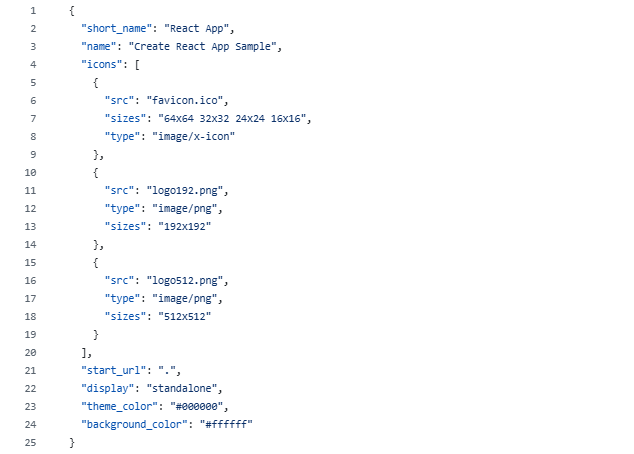 1 {
2   "short_name": "React App",
3   "name": "Create React App Sample",
4   "icons": [
5     {
6       "src": "favicon.ico",
7       "sizes": "64x64 32x32 24x24 16x16",
8       "type": "image/x-icon"
9     },
10     {
11       "src": "logo192.png",
12       "type": "image/png",
13       "sizes": "192x192"
14     },
15     {
16       "src": "logo512.png",
17       "type": "image/png",
18       "sizes": "512x512"
19     }
20   ],
21   "start_url": ".",
22   "display": "standalone",
23   "theme_color": "#000000",
24   "background_color": "#ffffff"
25 }